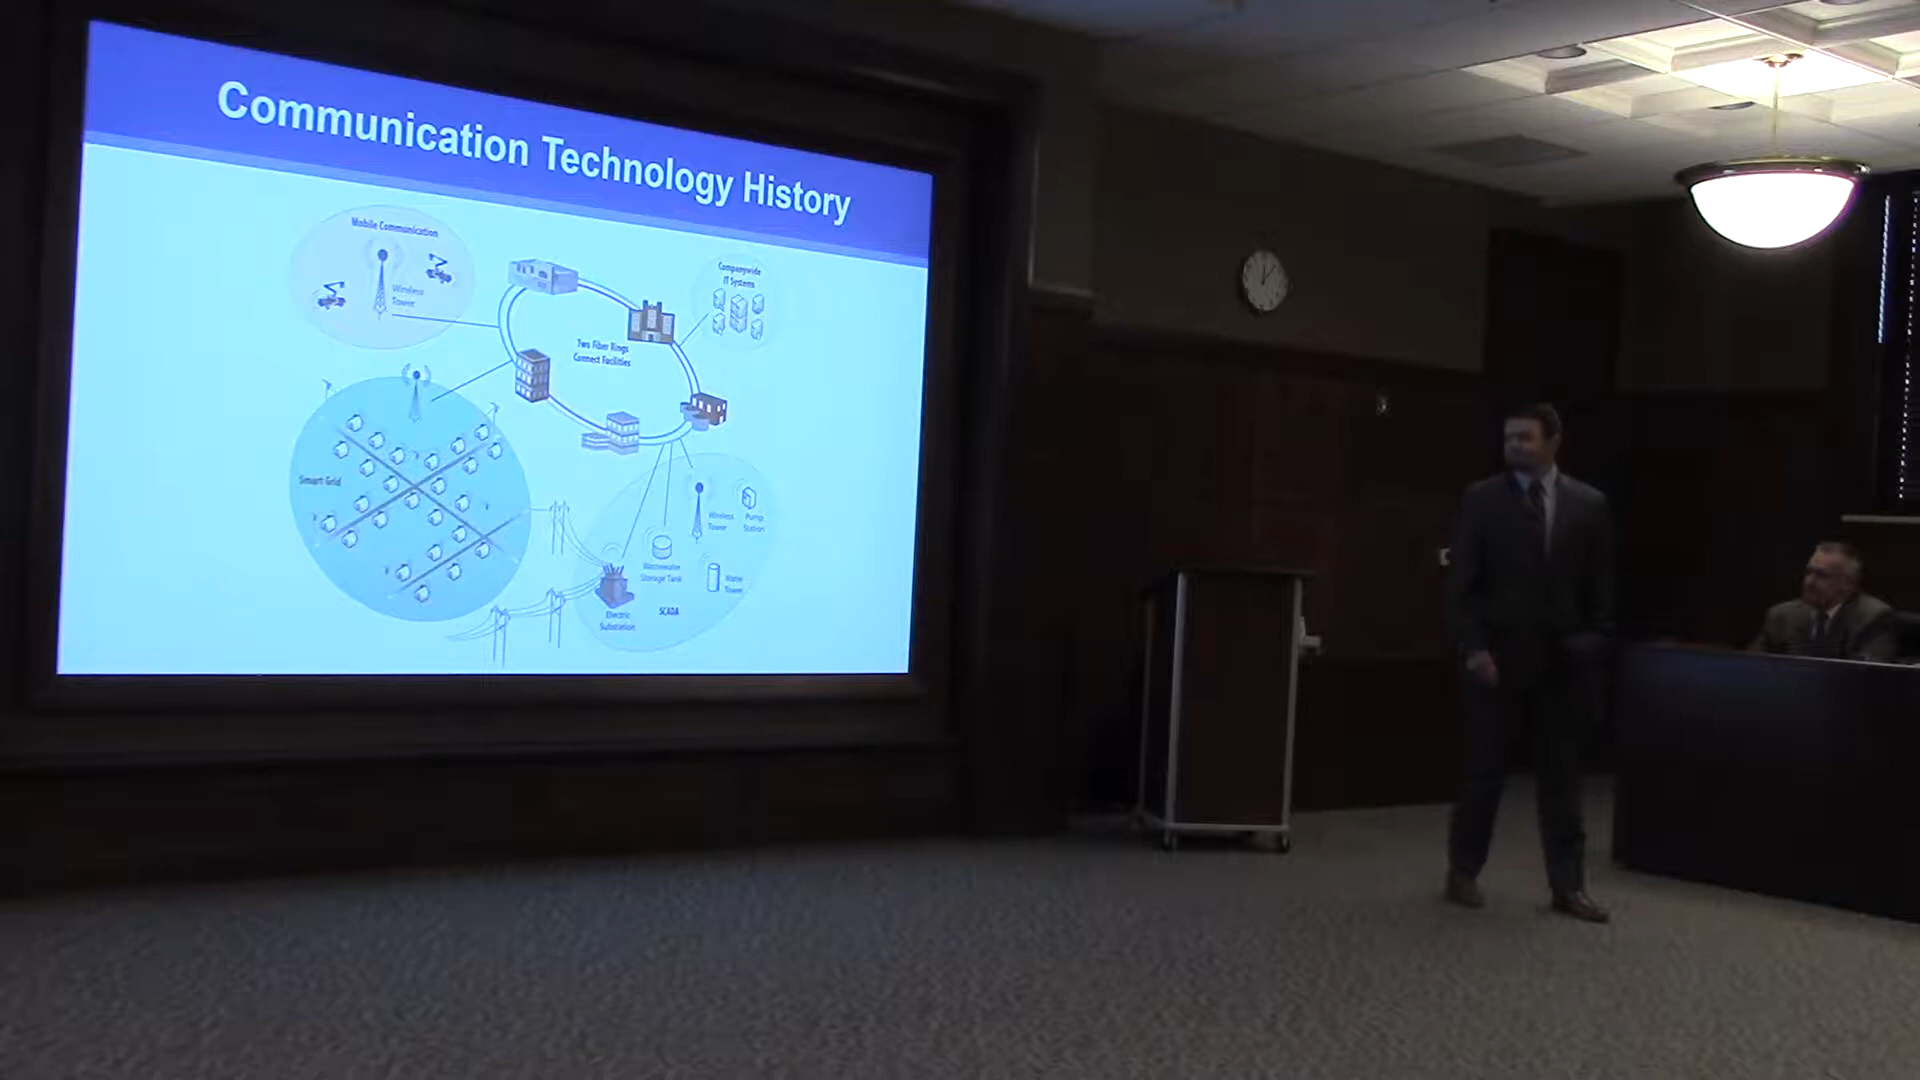 Communication Technology History
Mobile Communication
Wireless
Tower
Companywide
IT Systems
Two Fiber Rings
Connect Facilities
Smart Grid
Wireless
Tower
Pump
Station
Wastewater
Storage Tank
Water
Tower
Electric
Substation
SCADA